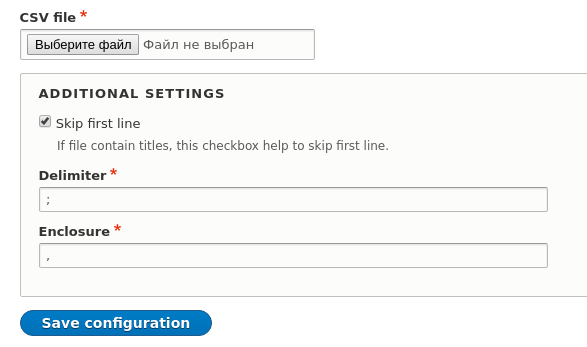 CSV file *
Выберите файл Файл не выбран
ADDITIONAL SETTINGS
Skip first line
If file contain titles, this checkbox help to skip first line.
Delimiter *
;
Enclosure *
,
Save configuration